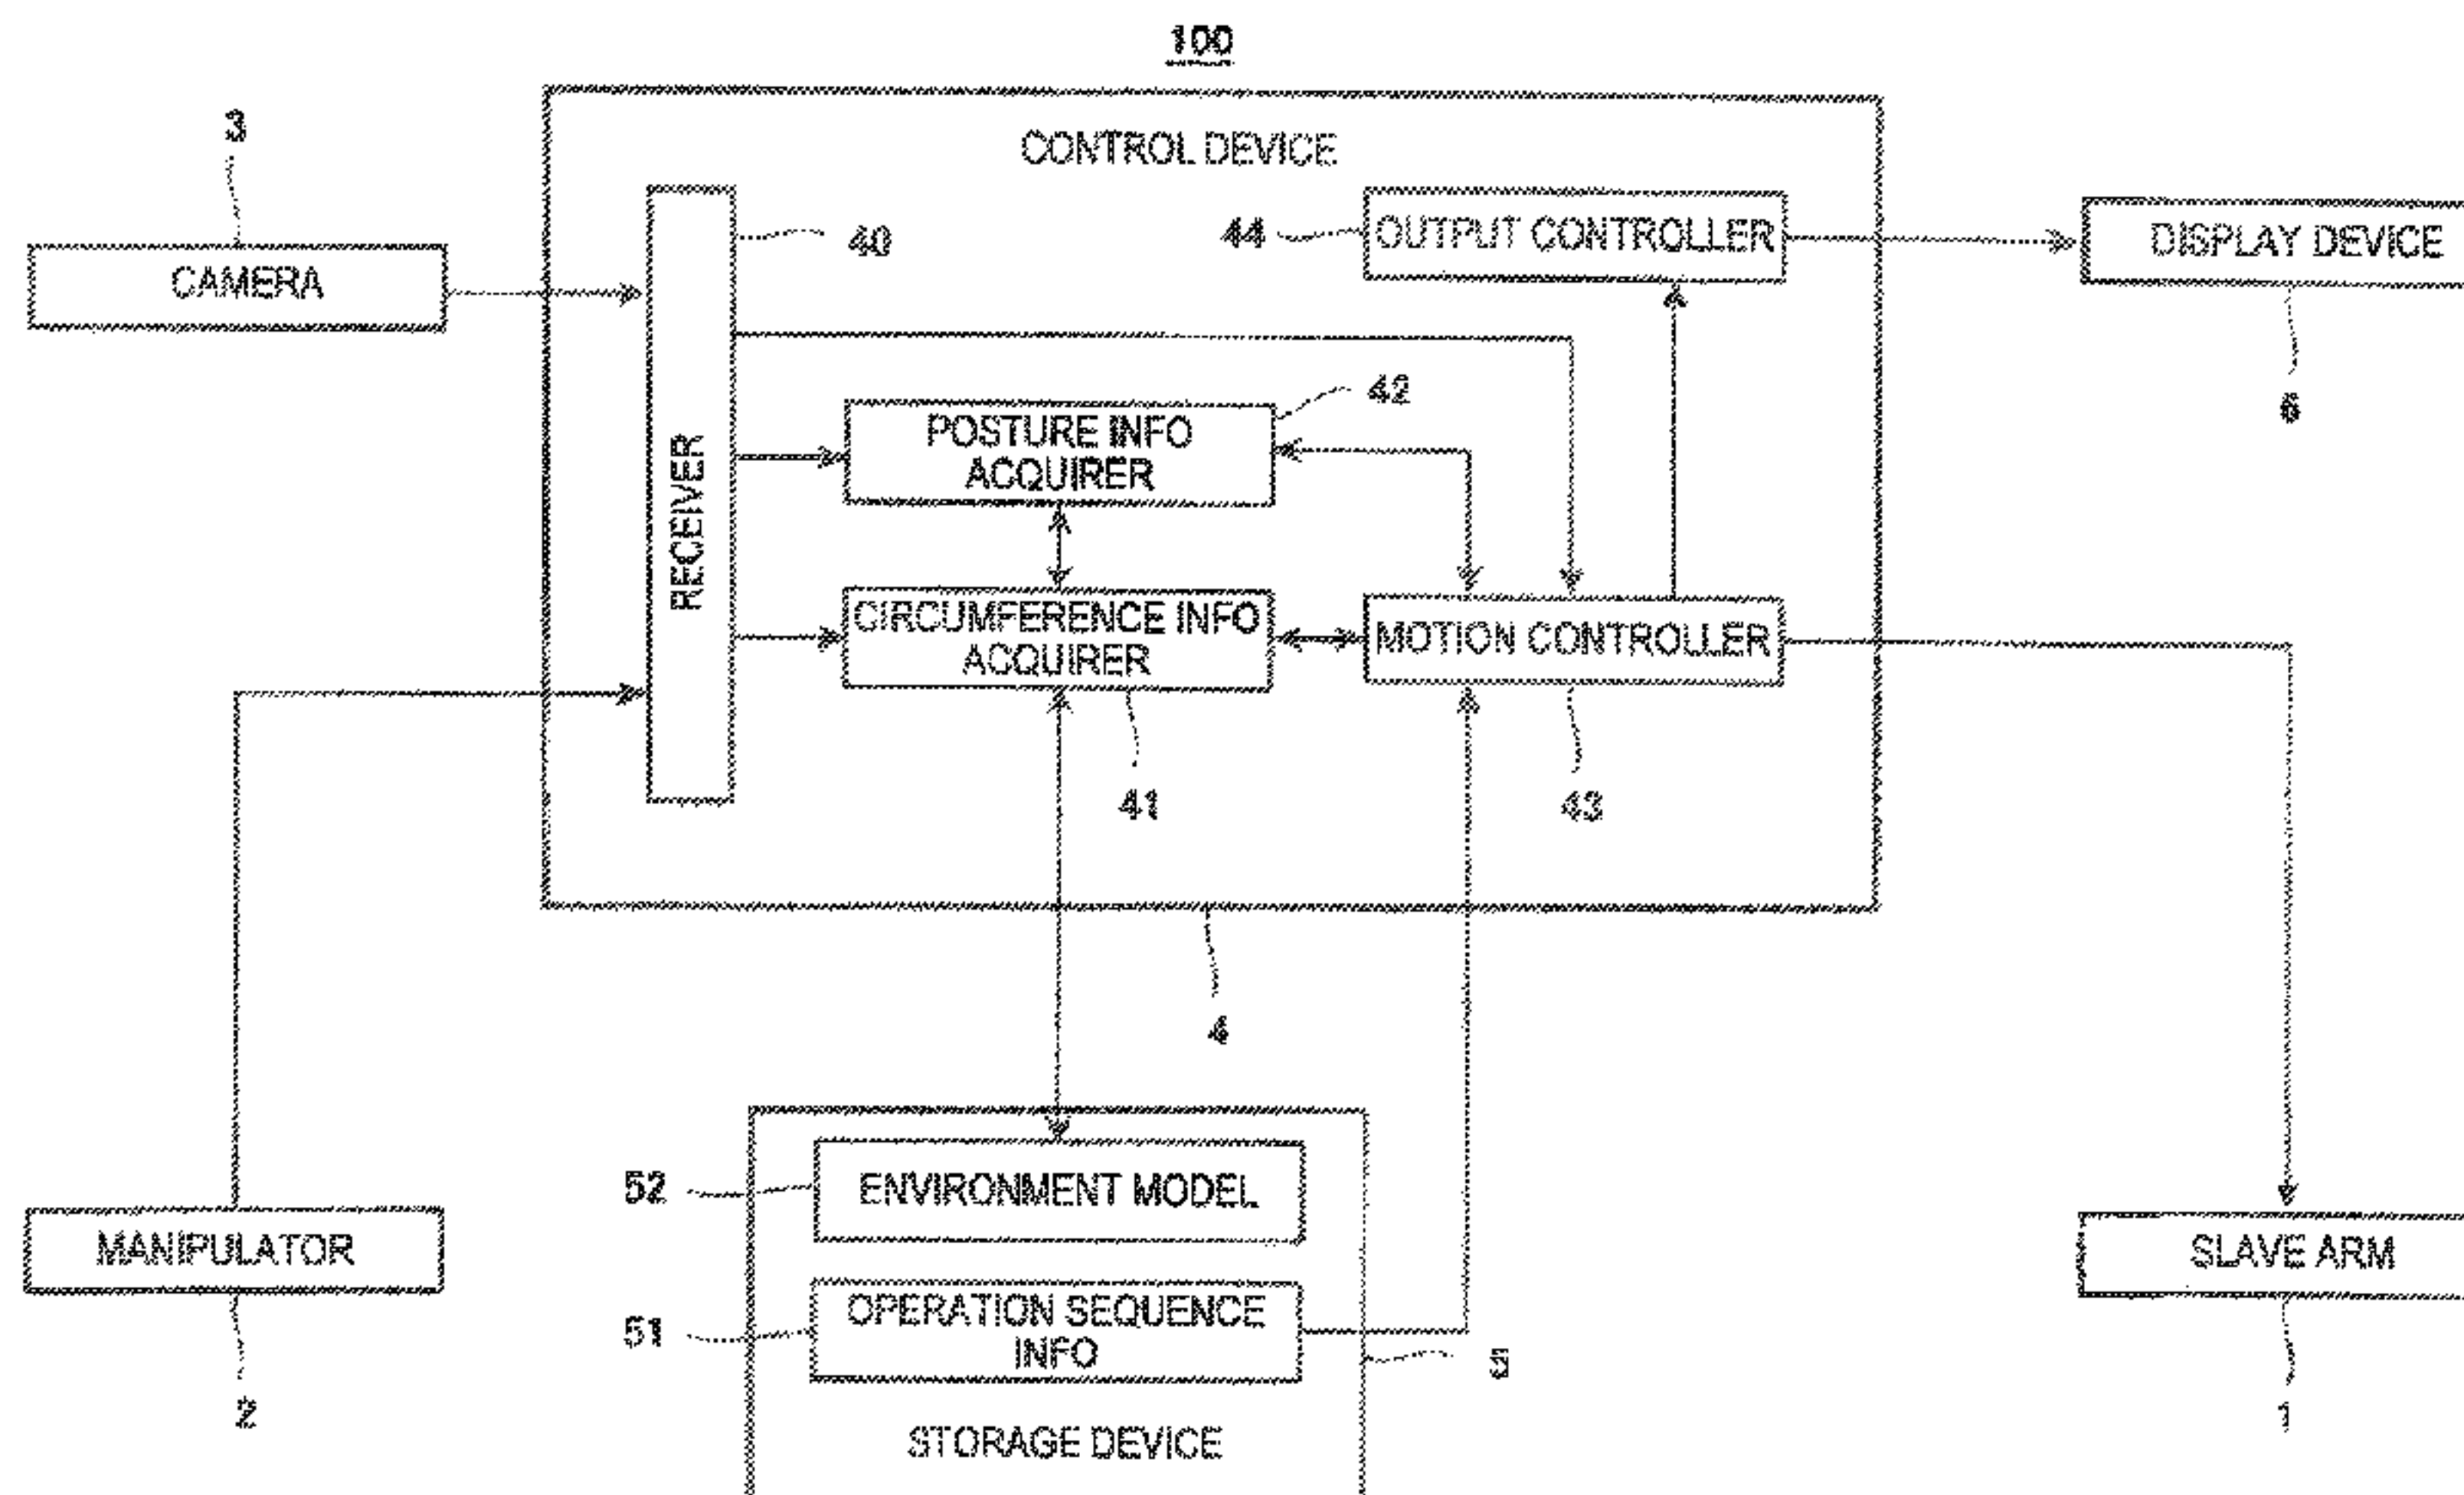 100
CONTROL DEVICE
3
CAMERA
40
44
OUTPUT CONTROLLER
DISPLAY DEVICE
6
42
POSTURE INFO
ACQUIRER
RECEIVER
CIRCUMFERENCE INFO
ACQUIRER
MOTION CONTROLLER
41
43
4
52
ENVIRONMENT MODEL
MANIPULATOR
2
51
OPERATION SEQUENCE
INFO
5
STORAGE DEVICE
SLAVE ARM
1